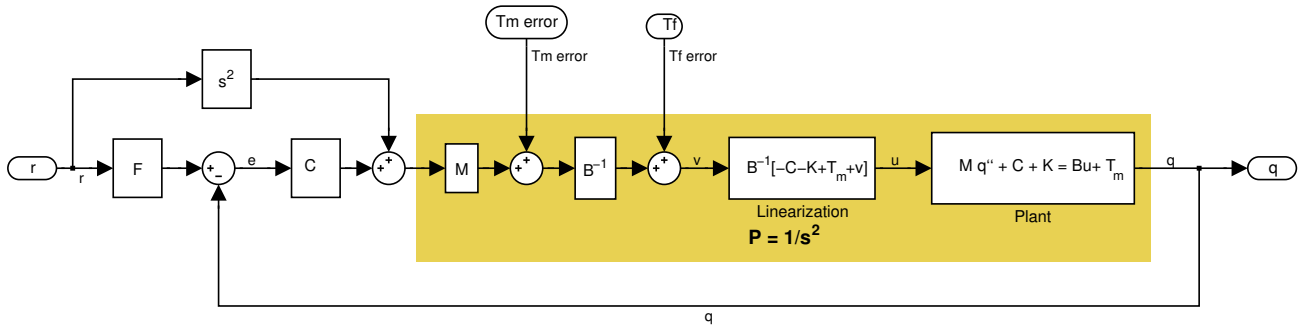 Tm error
Tf
Tm error
Tf error
s²
r
r
F
+
−
e
C
+
+
M
+
+
B⁻¹
+
+
v
B⁻¹[−C−K+Tₘ+v]
u
M q“ + C + K = Bu+ Tₘ
q
q
Linearization
Plant
P = 1/s²
q